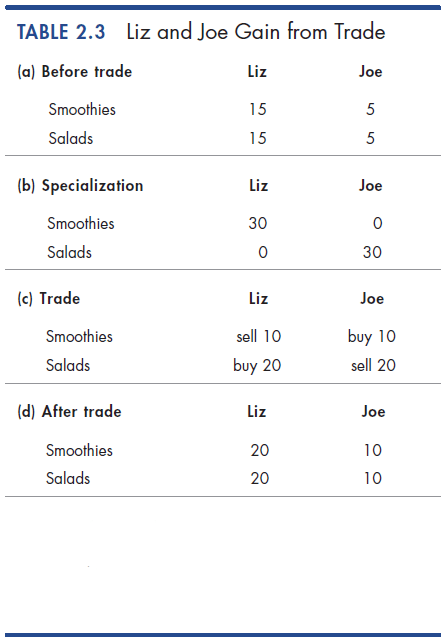 TABLE 2.3 Liz and Joe Gain from Trade
(a) Before trade Liz Joe
Smoothies 15 5
Salads 15 5
(b) Specialization Liz Joe
Smoothies 30 0
Salads 0 30
(c) Trade Liz Joe
Smoothies sell 10 buy 10
Salads buy 20 sell 20
(d) After trade Liz Joe
Smoothies 20 10
Salads 20 10